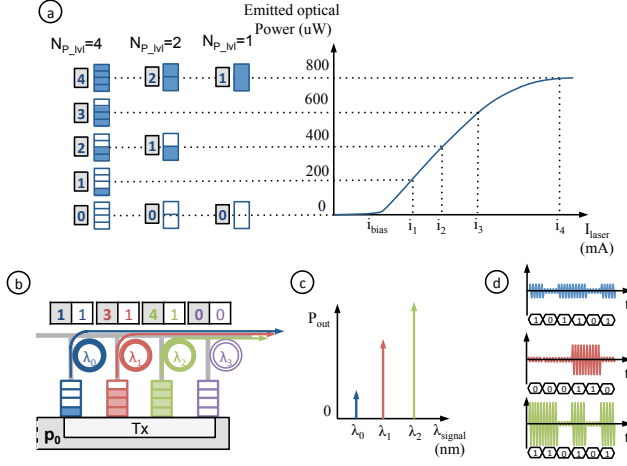 a
Emitted optical
Power (uW)
N_P_lvl=4 N_P_lvl=2 N_P_lvl=1
4 2 1 800
3 600
2 1 400
1 200
0 0 0 0
i_bias i_1 i_2 i_3 i_4 I_laser
(mA)
b
1 1 3 1 4 1 0 0
λ_0 λ_1 λ_2 λ_3
p_0 Tx
c
P_out
λ_0 λ_1 λ_2 λ_signal
(nm)
d
t
1 0 1 1 0 1
t
0 0 0 1 1 0
t
1 1 0 1 0 1